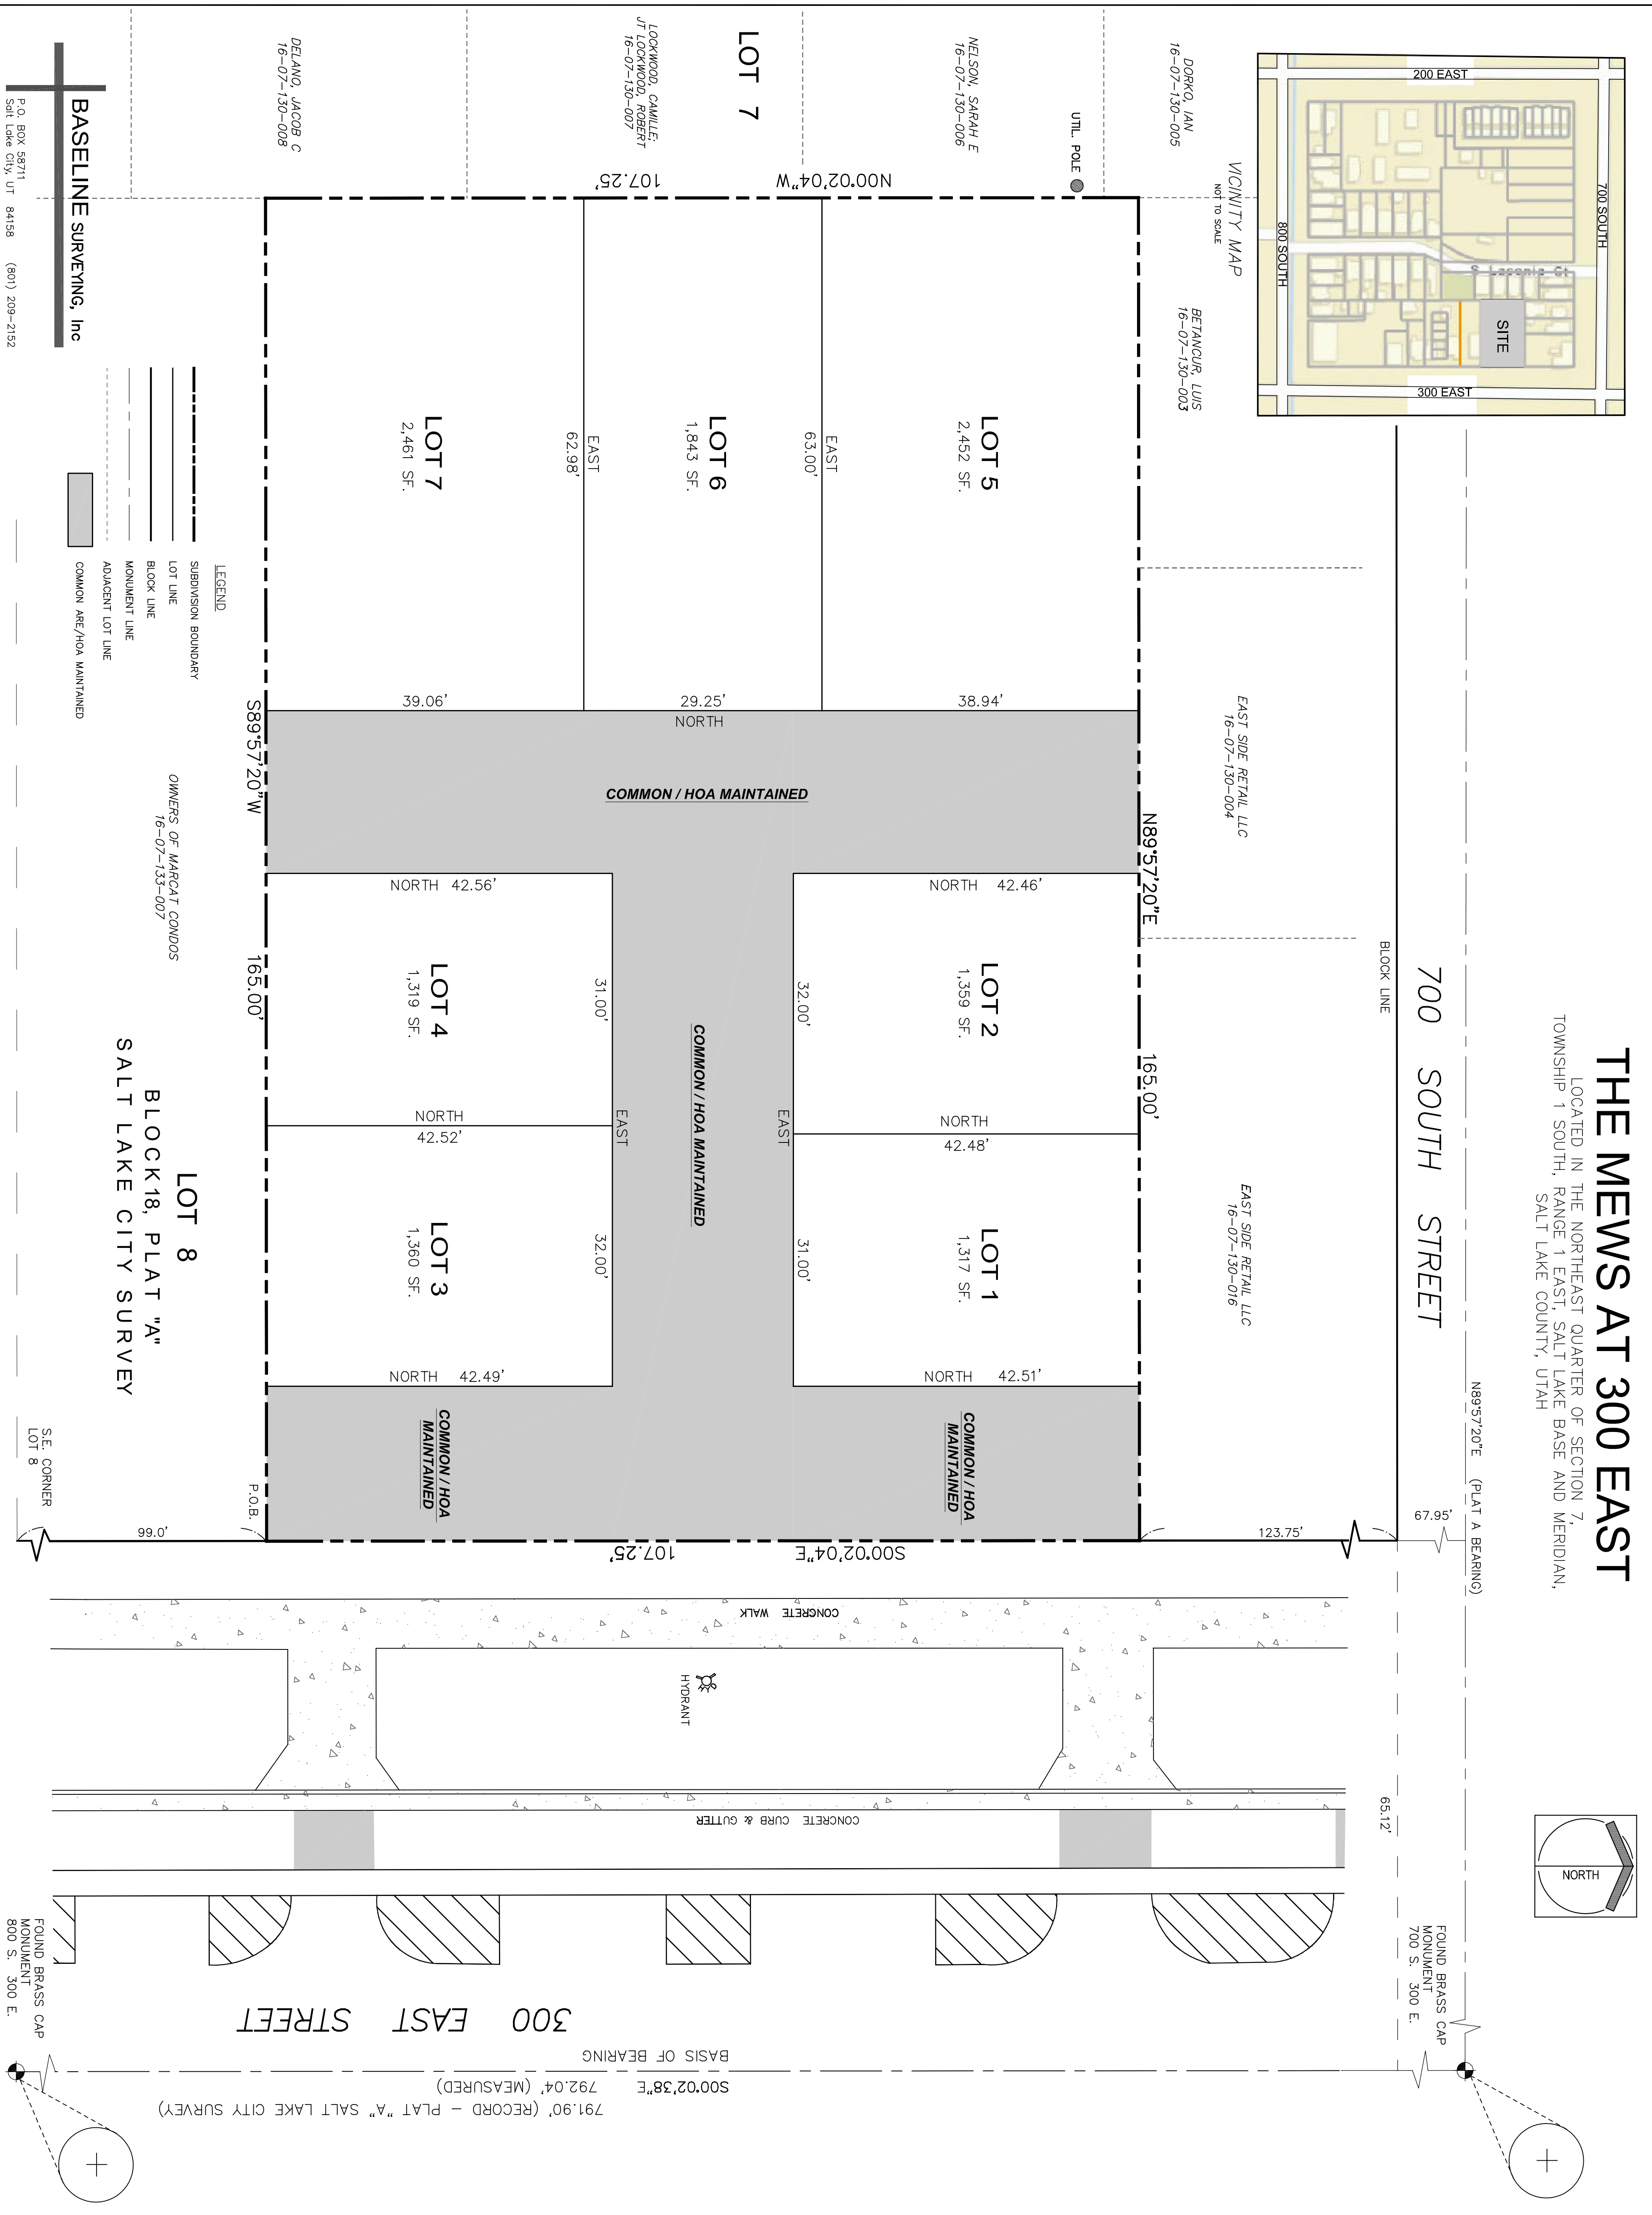 THE MEWS AT 300 EAST
LOCATED IN THE NORTHEAST QUARTER OF SECTION 7,
TOWNSHIP 1 SOUTH, RANGE 1 EAST, SALT LAKE BASE AND MERIDIAN,
SALT LAKE COUNTY, UTAH
NORTH
700 SOUTH
200 EAST
S Laconia Ct
SITE
300 EAST
800 SOUTH
VICINITY MAP
NOT TO SCALE
N89°57'20"E (PLAT A BEARING)
67.95'
700 SOUTH STREET
BLOCK LINE
65.12'
FOUND BRASS CAP
MONUMENT
700 S. 300 E.
123.75'
DORKO, IAN
16-07-130-005
BETANCUR, LUIS
16-07-130-003
EAST SIDE RETAIL LLC
16-07-130-004
EAST SIDE RETAIL LLC
16-07-130-016
N89°57'20"E
165.00'
UTIL. POLE
NELSON, SARAH E
16-07-130-006
LOT 7
LOCKWOOD, CAMILLE;
JT LOCKWOOD, ROBERT
16-07-130-007
DELANO, JACOB C
16-07-130-008
N00°02'04"W
107.25'
LOT 5
2,452 SF.
38.94'
EAST
63.00'
LOT 6
1,843 SF.
29.25'
NORTH
EAST
62.98'
LOT 7
2,461 SF.
39.06'
COMMON / HOA MAINTAINED
NORTH 42.46'
LOT 2
1,359 SF.
32.00'
NORTH
42.48'
LOT 1
1,317 SF.
31.00'
NORTH 42.51'
EAST
COMMON / HOA MAINTAINED
EAST
31.00'
LOT 4
1,319 SF.
NORTH 42.56'
NORTH
42.52'
32.00'
LOT 3
1,360 SF.
NORTH 42.49'
COMMON / HOA
MAINTAINED
COMMON / HOA
MAINTAINED
S00°02'04"E
107.25'
S89°57'20"W
165.00'
P.O.B.
99.0'
S.E. CORNER
LOT 8
OWNERS OF MARCAT CONDOS
16-07-133-007
LOT 8
BLOCK 18, PLAT "A"
SALT LAKE CITY SURVEY
CONCRETE WALK
HYDRANT
CONCRETE CURB & GUTTER
300 EAST STREET
BASIS OF BEARING
S00°02'38"E 792.04' (MEASURED)
791.90' (RECORD - PLAT "A" SALT LAKE CITY SURVEY)
FOUND BRASS CAP
MONUMENT
800 S. 300 E.
LEGEND
SUBDIVISION BOUNDARY
LOT LINE
BLOCK LINE
MONUMENT LINE
ADJACENT LOT LINE
COMMON ARE/HOA MAINTAINED
BASELINE SURVEYING, Inc
P.O. BOX 58711
Salt Lake City, UT 84158 (801) 209-2152